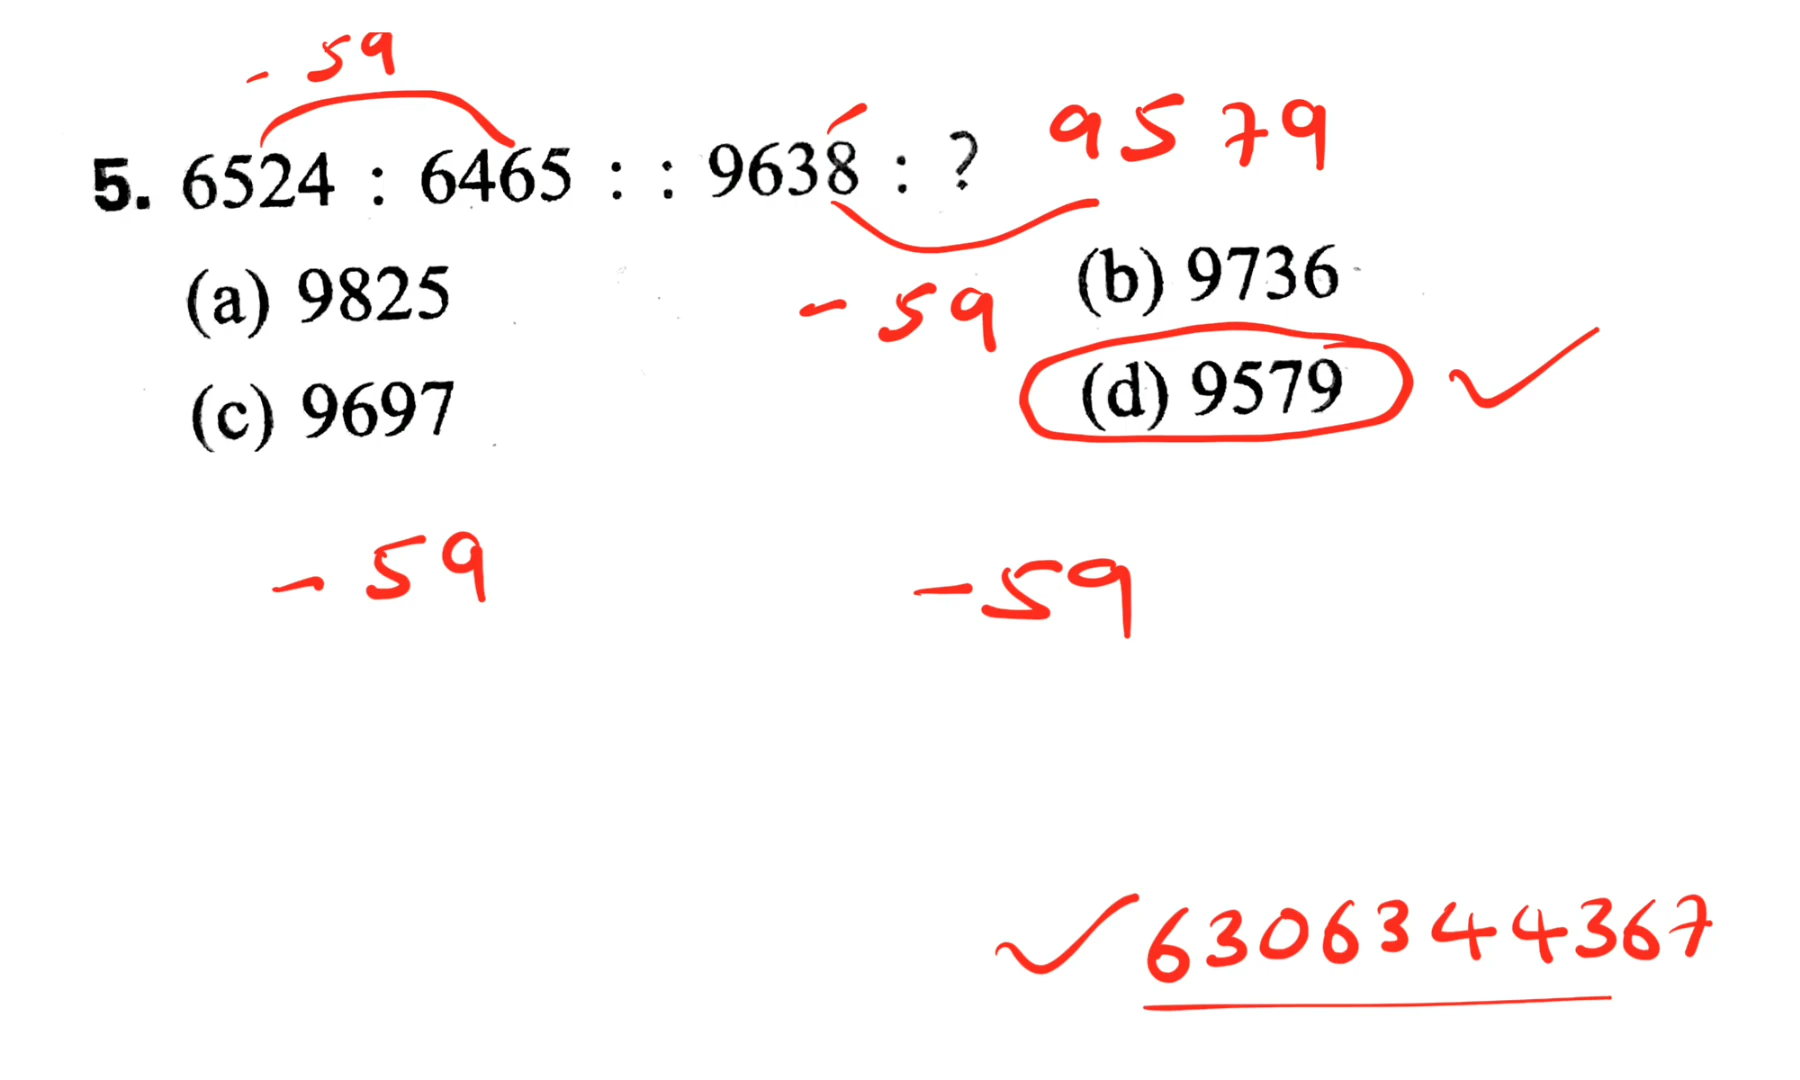 - 59
5. 6524 : 6465 : : 9638 : ? 9579
(a) 9825
- 59
(b) 9736
(c) 9697
(d) 9579
- 59
- 59
6306344367